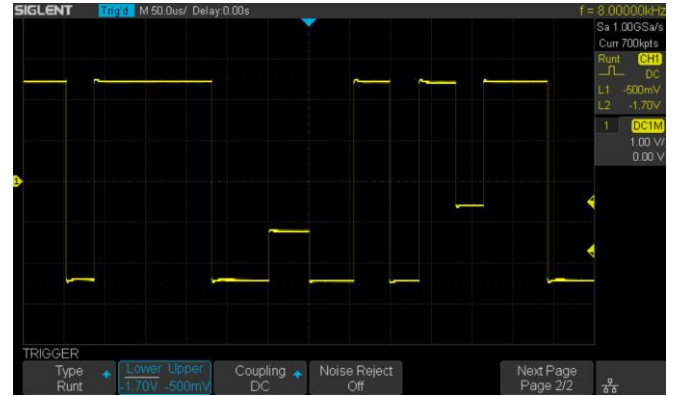 SIGLENT Trig'd M 50.0us/ Delay:0.00s f = 8.00000kHz
Sa 1.00GSa/s
Curr 700kpts
Runt CH1
DC
L1 -500mV
L2 -1.70V
1 DC1M
1.00 V/
0.00 V
1
TRIGGER
Type Lower Upper Coupling Noise Reject Next Page
Runt -1.70V -500mV DC Off Page 2/2